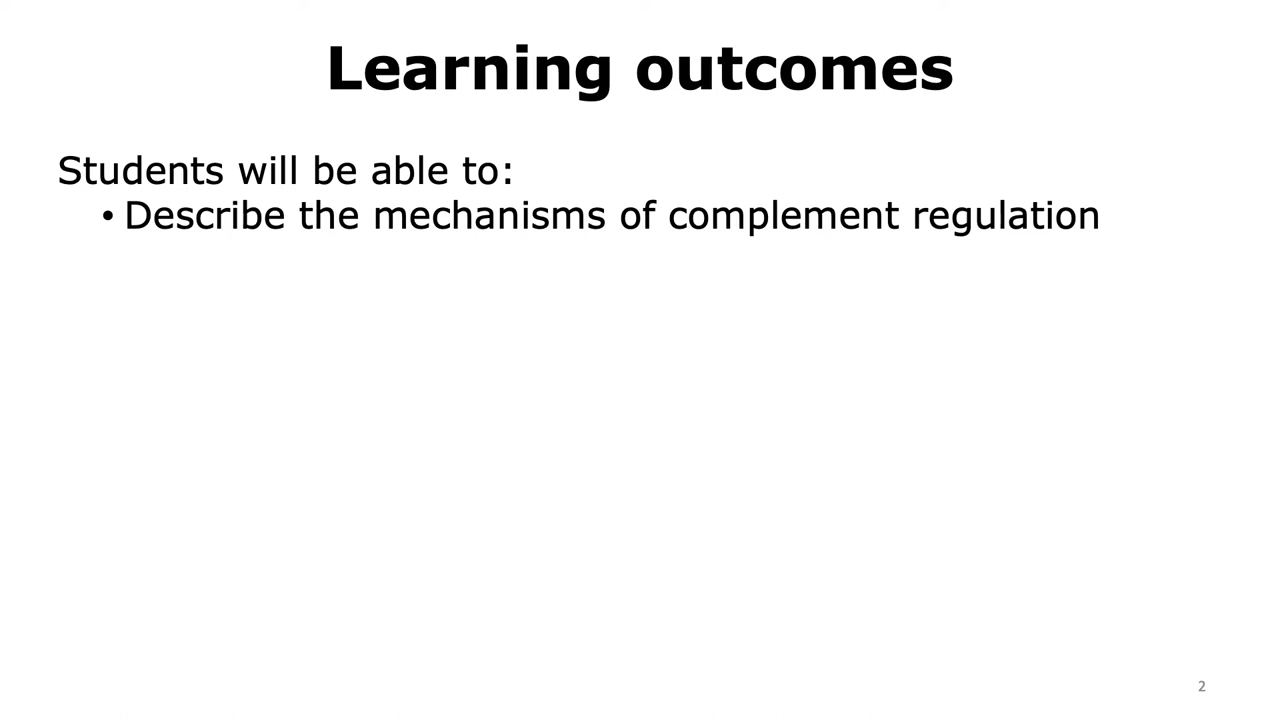 Learning outcomes
Students will be able to:
• Describe the mechanisms of complement regulation
2